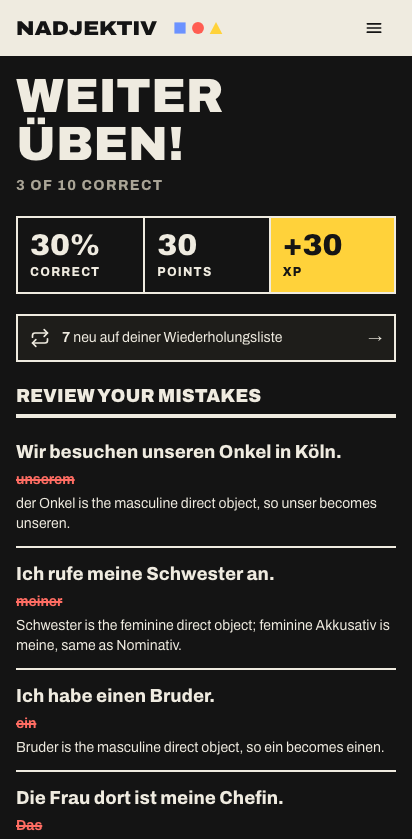 NADJEKTIV
WEITER
ÜBEN!
3 OF 10 CORRECT
30%
CORRECT
30
POINTS
+30
XP
7 neu auf deiner Wiederholungsliste →
REVIEW YOUR MISTAKES
Wir besuchen unseren Onkel in Köln.
unserem
der Onkel is the masculine direct object, so unser becomes
unseren.
Ich rufe meine Schwester an.
meiner
Schwester is the feminine direct object; feminine Akkusativ is
meine, same as Nominativ.
Ich habe einen Bruder.
ein
Bruder is the masculine direct object, so ein becomes einen.
Die Frau dort ist meine Chefin.
Das